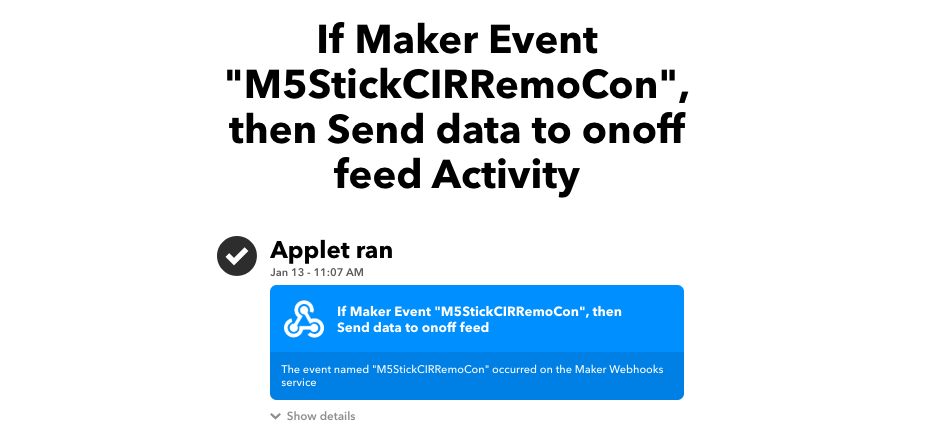 If Maker Event
"M5StickCIRRemoCon",
then Send data to onoff
feed Activity
Applet ran
Jan 13 - 11:07 AM
If Maker Event "M5StickCIRRemoCon", then
Send data to onoff feed
The event named "M5StickCIRRemoCon" occurred on the Maker Webhooks
service
Show details